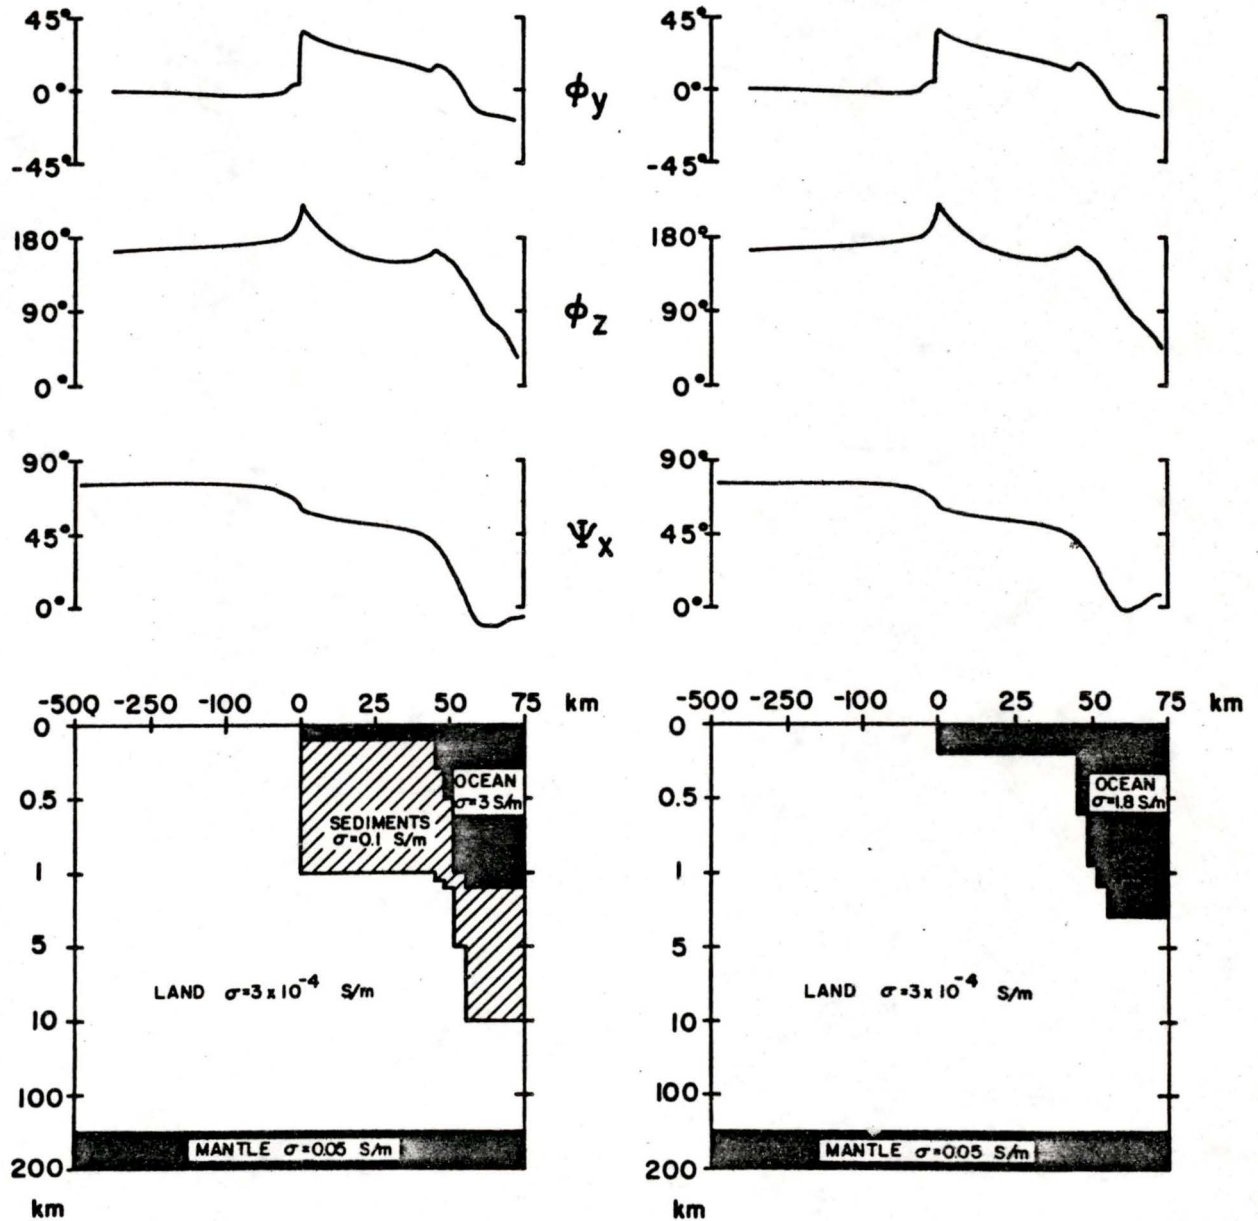 45°
0°
-45°
ϕy
45°
0°
-45°
180°
90°
0°
ϕz
180°
90°
0°
90°
45°
0°
Ψx
90°
45°
0°
-500 -250 -100 0 25 50 75 km
0
0.5
1
5
10
100
200
km
OCEAN
σ=3 S/m
SEDIMENTS
σ=0.1 S/m
LAND σ=3 x 10⁻⁴ S/m
MANTLE σ=0.05 S/m
-500 -250 -100 0 25 50 75 km
0
0.5
1
5
10
100
200
km
OCEAN
σ=1.8 S/m
LAND σ=3 x 10⁻⁴ S/m
MANTLE σ=0.05 S/m